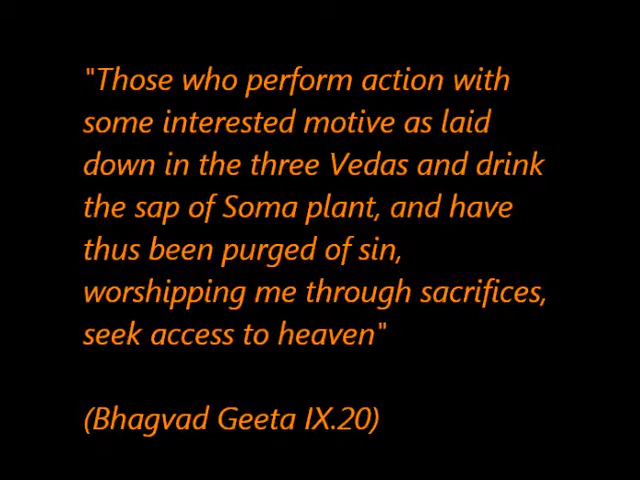 "Those who perform action with
some interested motive as laid
down in the three Vedas and drink
the sap of Soma plant, and have
thus been purged of sin,
worshipping me through sacrifices,
seek access to heaven"
(Bhagvad Geeta IX.20)